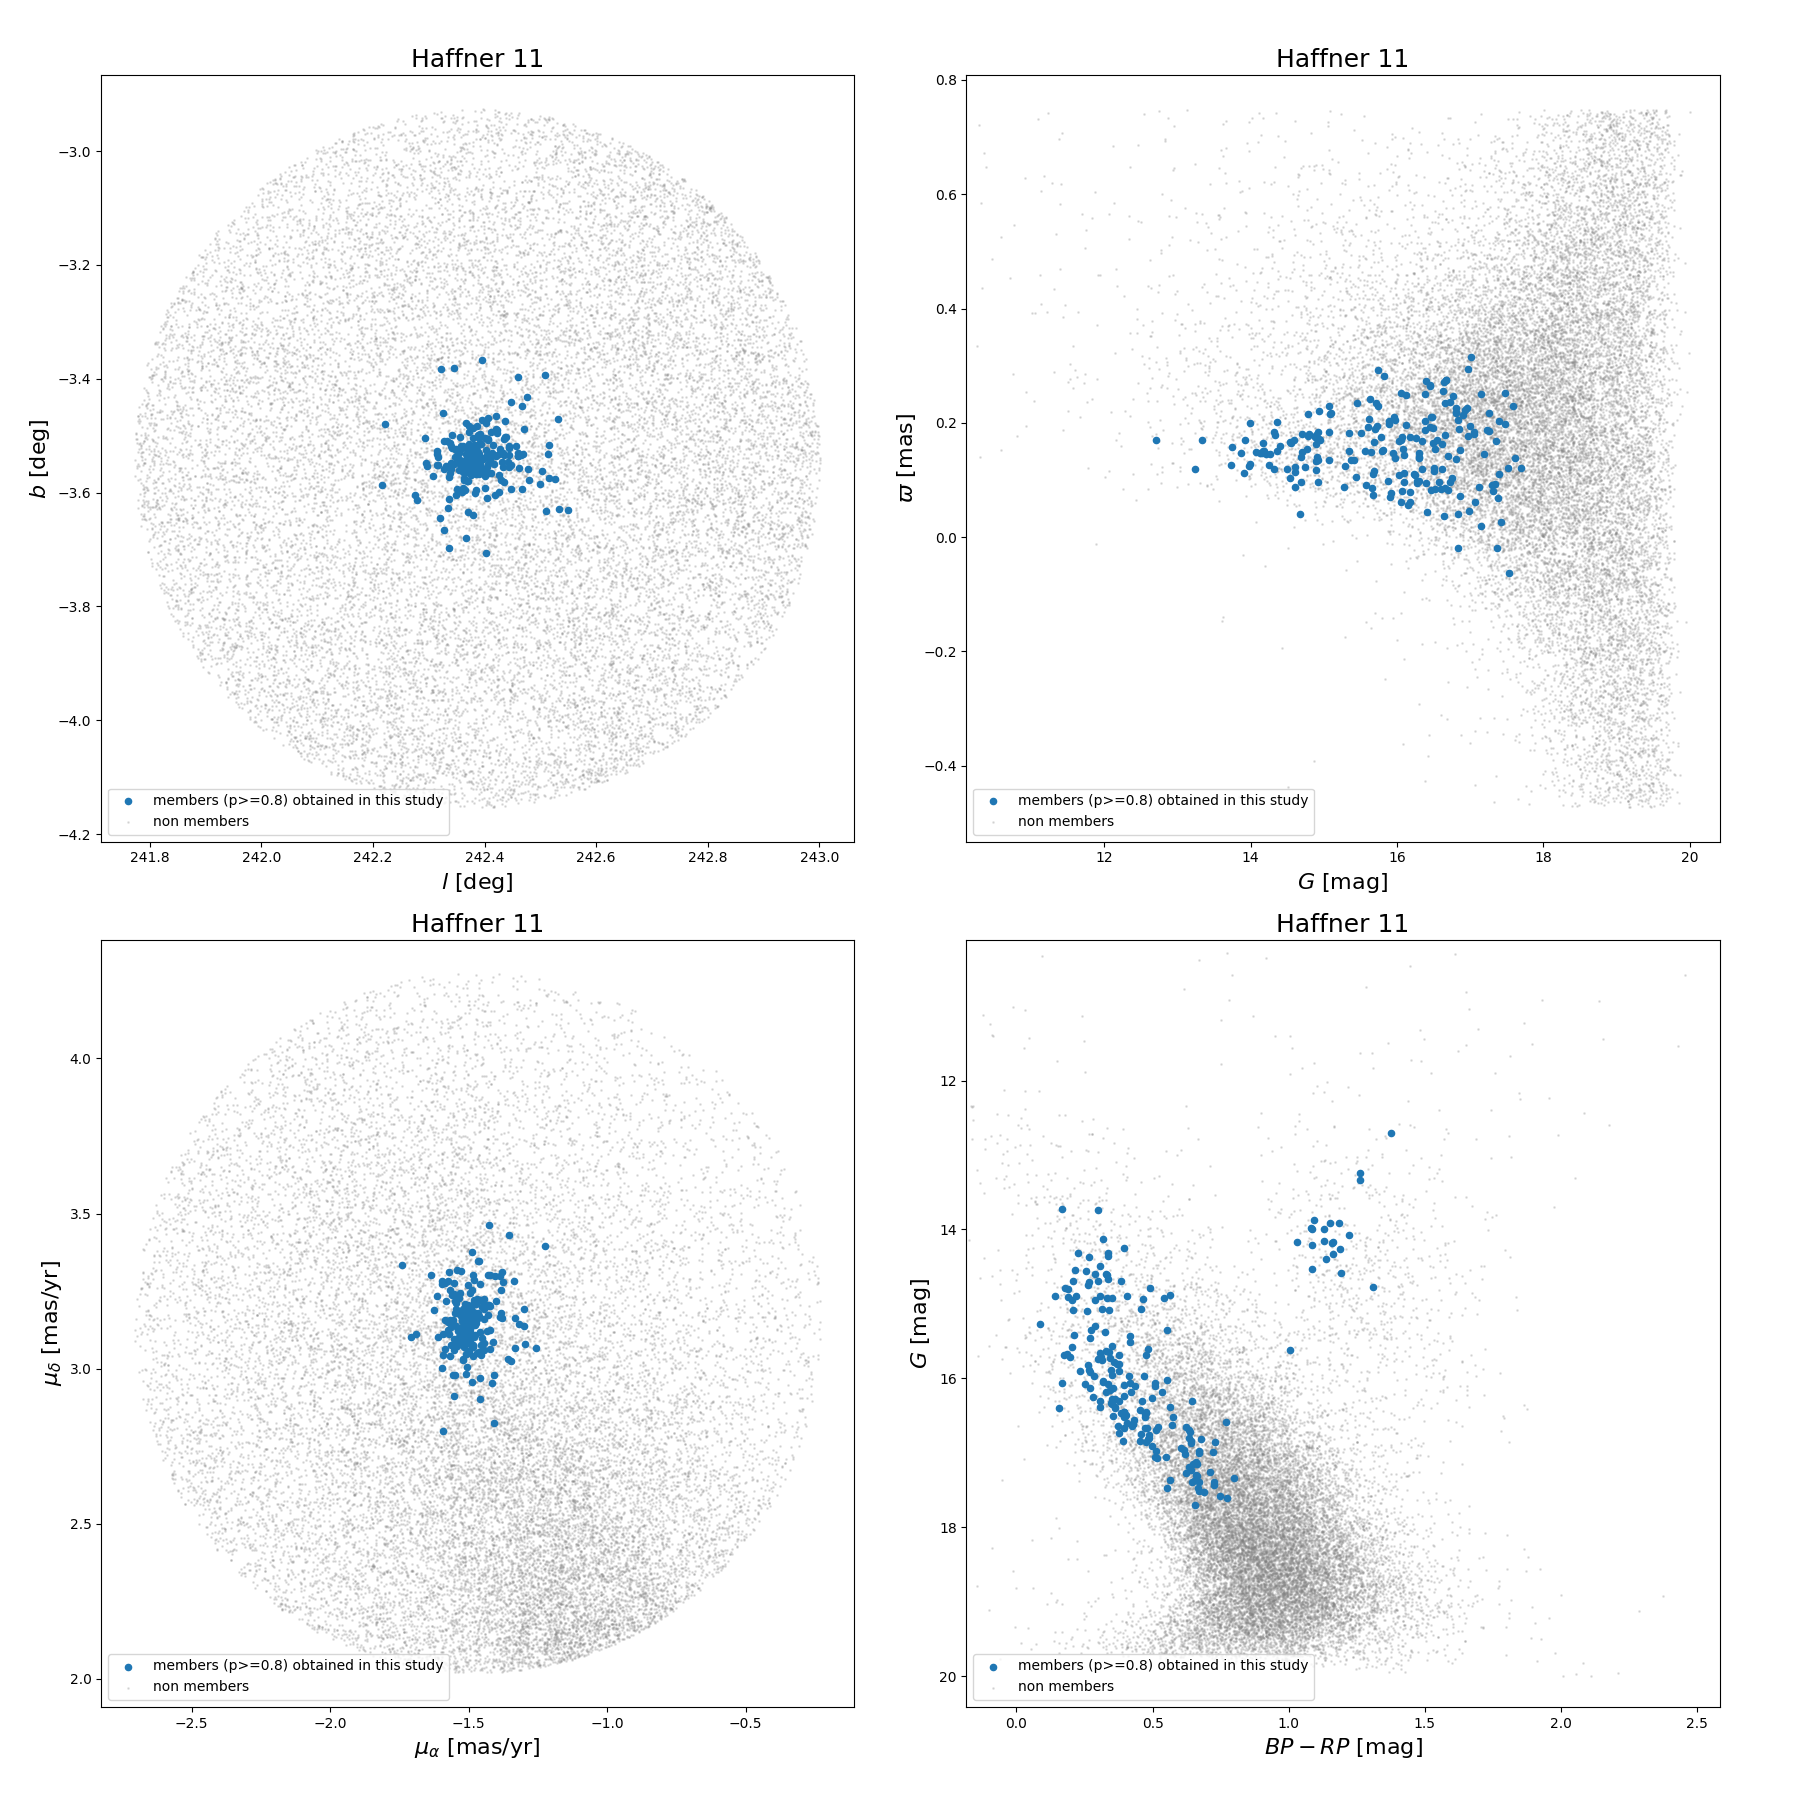 Haffner 11
−3.0
−3.2
−3.4
−3.6
−3.8
−4.0
−4.2
b [deg]
members (p>=0.8) obtained in this study
non members
241.8 242.0 242.2 242.4 242.6 242.8 243.0
l [deg]
Haffner 11
0.8
0.6
0.4
0.2
0.0
−0.2
−0.4
ϖ [mas]
members (p>=0.8) obtained in this study
non members
12 14 16 18 20
G [mag]
Haffner 11
4.0
3.5
3.0
2.5
2.0
μδ [mas/yr]
members (p>=0.8) obtained in this study
non members
−2.5 −2.0 −1.5 −1.0 −0.5
μα [mas/yr]
Haffner 11
12
14
16
18
20
G [mag]
members (p>=0.8) obtained in this study
non members
0.0 0.5 1.0 1.5 2.0 2.5
BP − RP [mag]